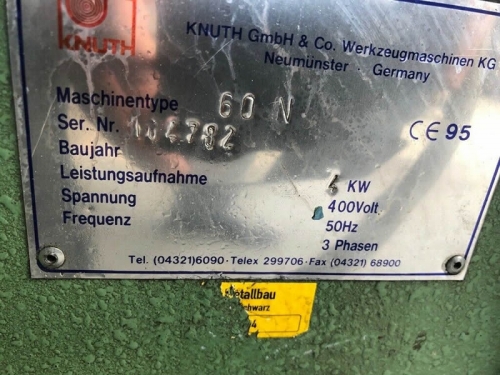 KNUTH
KNUTH GmbH & Co. Werkzeugmaschinen KG
Neumünster · Germany
Maschinentype 60 N
Ser. Nr.
CE 95
Baujahr
Leistungsaufnahme KW
Spannung 400Volt
Frequenz 50Hz
3 Phasen
Tel. (04321)6090 · Telex 299706 · Fax (04321) 68900